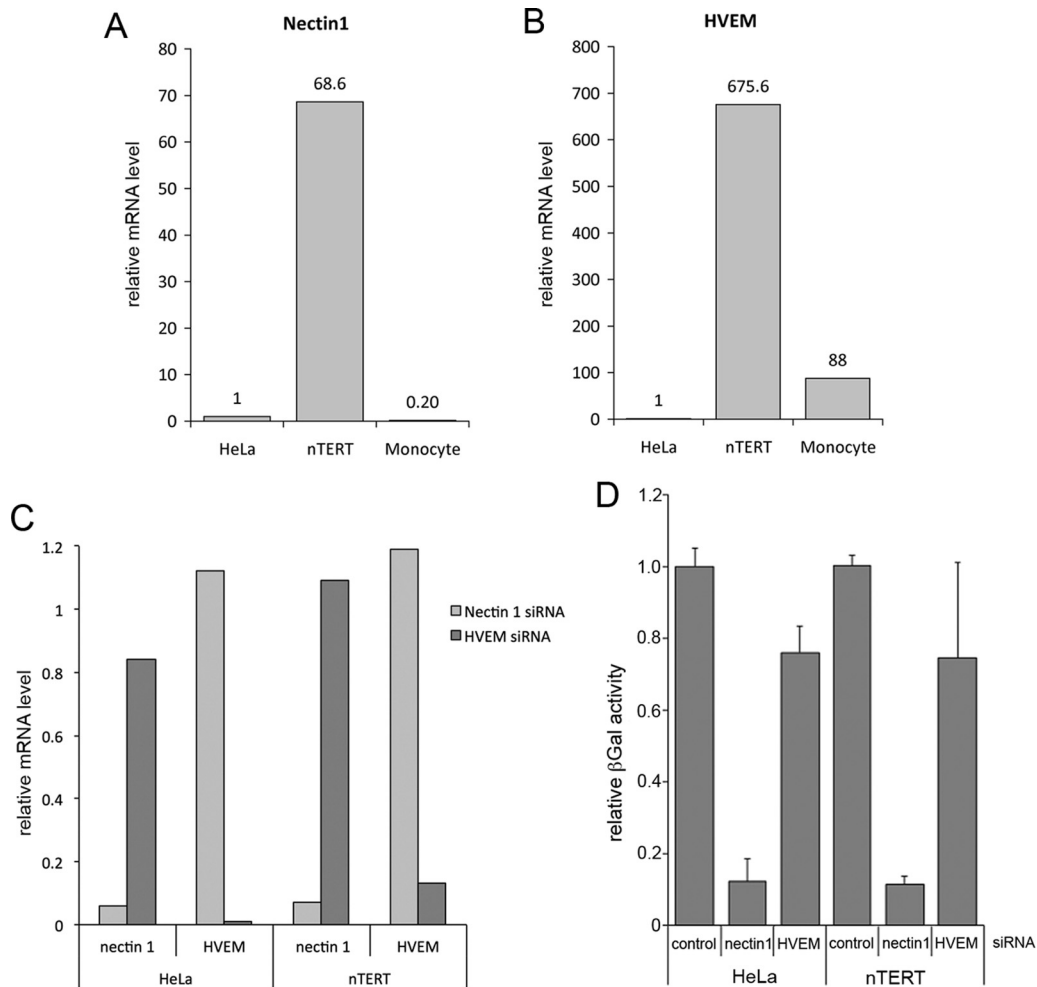 A
Nectin1
relative mRNA level
80
70
60
50
40
30
20
10
0
1
68.6
0.20
HeLa nTERT Monocyte
B
HVEM
relative mRNA level
800
700
600
500
400
300
200
100
0
1
675.6
88
HeLa nTERT Monocyte
C
relative mRNA level
1.2
1
0.8
0.6
0.4
0.2
0
Nectin 1 siRNA
HVEM siRNA
nectin 1 HVEM nectin 1 HVEM
HeLa nTERT
D
relative βGal activity
1.2
1.0
0.8
0.6
0.4
0.2
0
control nectin1 HVEM control nectin1 HVEM siRNA
HeLa nTERT